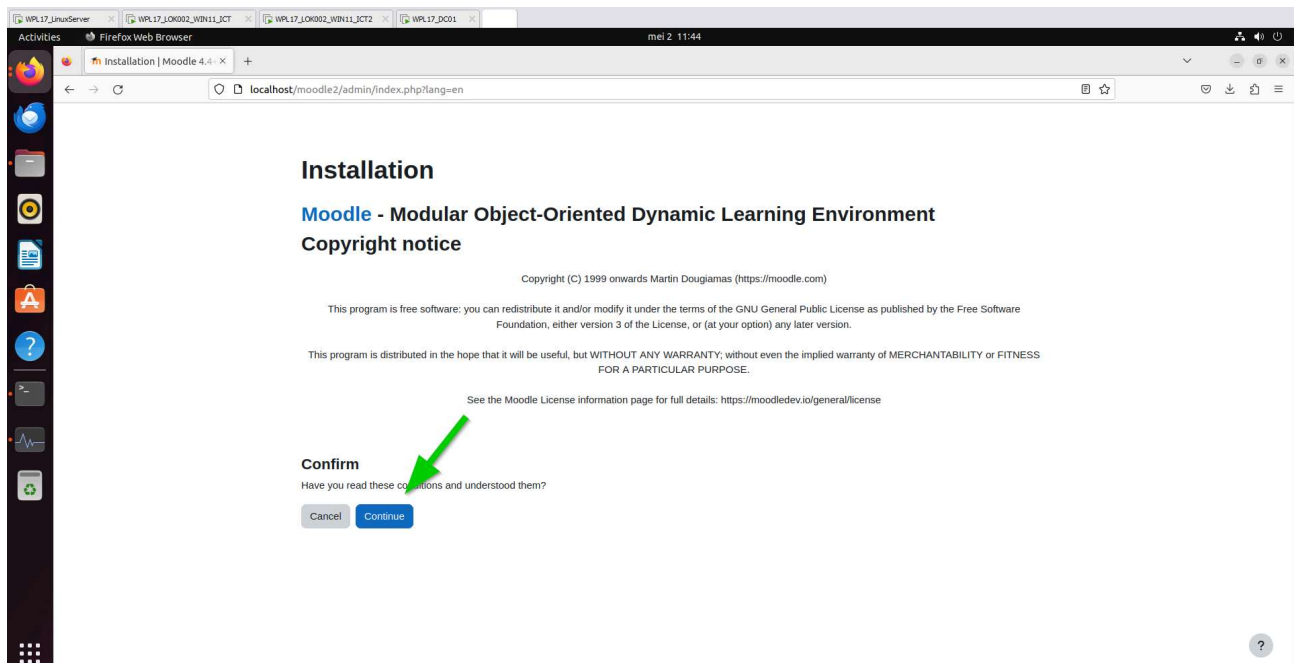 WPL17_LinuxServer
WPL17_LOK002_WIN11_ICT
WPL17_LOK002_WIN11_ICT2
WPL17_DC01
Activities
Firefox Web Browser
mei 2 11:44
Installation | Moodle 4.4
localhost/moodle2/admin/index.php?lang=en
Installation
Moodle - Modular Object-Oriented Dynamic Learning Environment
Copyright notice
Copyright (C) 1999 onwards Martin Dougiamas (https://moodle.com)
This program is free software: you can redistribute it and/or modify it under the terms of the GNU General Public License as published by the Free Software
Foundation, either version 3 of the License, or (at your option) any later version.
This program is distributed in the hope that it will be useful, but WITHOUT ANY WARRANTY; without even the implied warranty of MERCHANTABILITY or FITNESS
FOR A PARTICULAR PURPOSE.
See the Moodle License information page for full details: https://moodledev.io/general/license
Confirm
Have you read these conditions and understood them?
Cancel
Continue
?